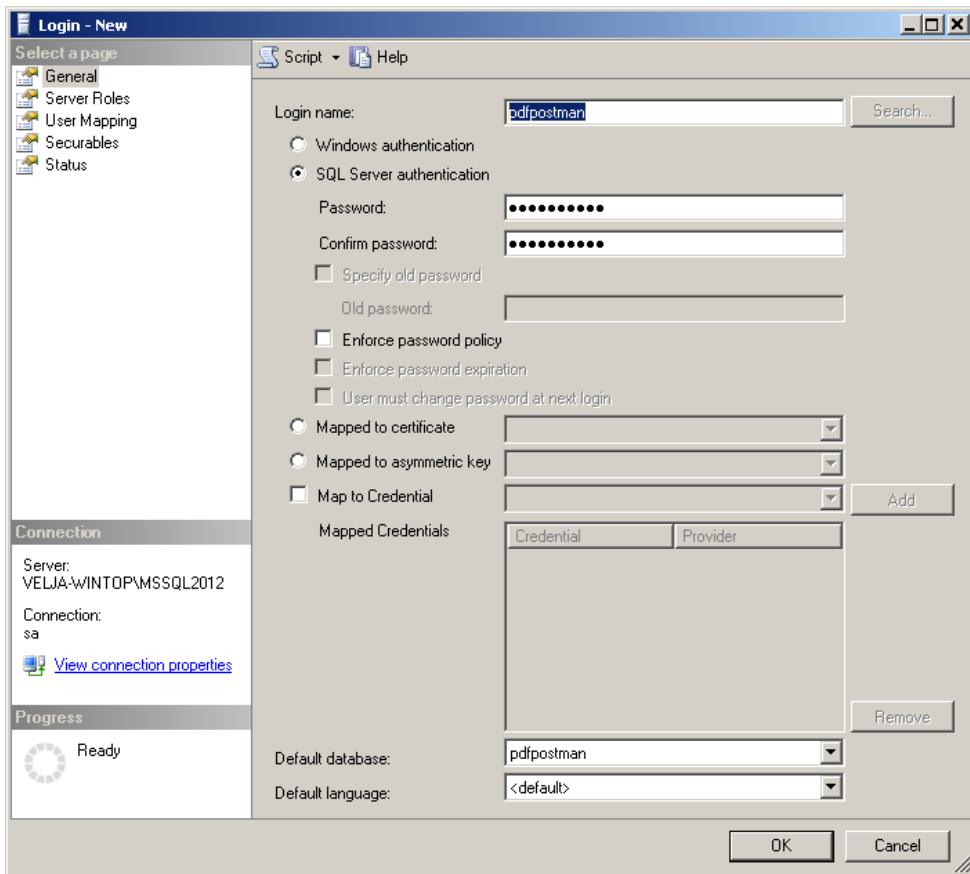 Login - New
Select a page
General
Server Roles
User Mapping
Securables
Status
Script
Help
Login name:
pdfpostman
Search...
Windows authentication
SQL Server authentication
Password:
●●●●●●●●●●
Confirm password:
●●●●●●●●●●
Specify old password
Old password:
Enforce password policy
Enforce password expiration
User must change password at next login
Mapped to certificate
Mapped to asymmetric key
Map to Credential
Add
Mapped Credentials
Credential
Provider
Remove
Default database:
pdfpostman
Default language:
<default>
Connection
Server:
VELJA-WINTOP\MSSQL2012
Connection:
sa
View connection properties
Progress
Ready
OK
Cancel